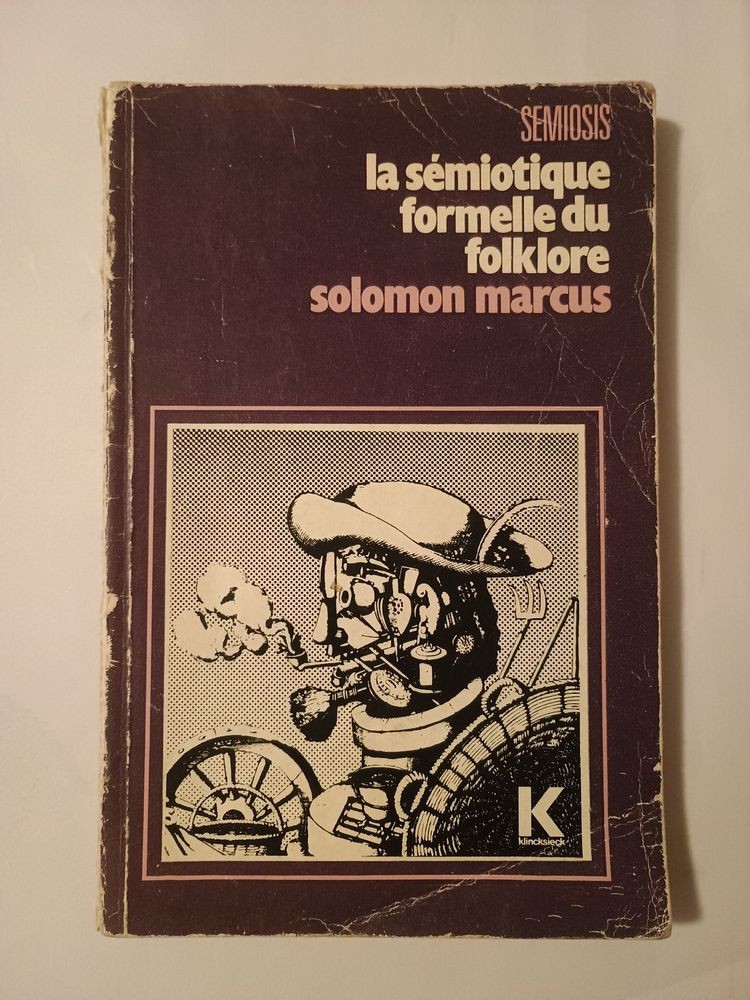 SEMIOSIS
la sémiotique
formelle du
folklore
solomon marcus
K
klincksieck